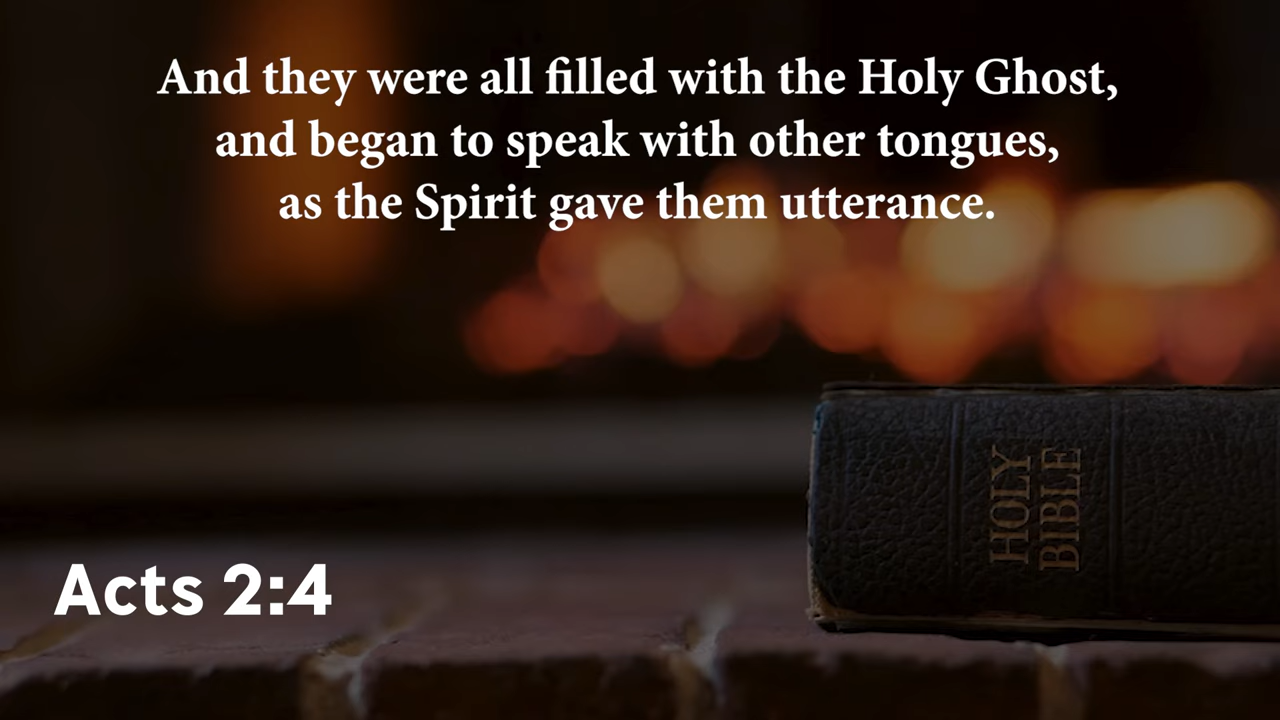 And they were all filled with the Holy Ghost,
and began to speak with other tongues,
as the Spirit gave them utterance.
HOLY
BIBLE
Acts 2:4